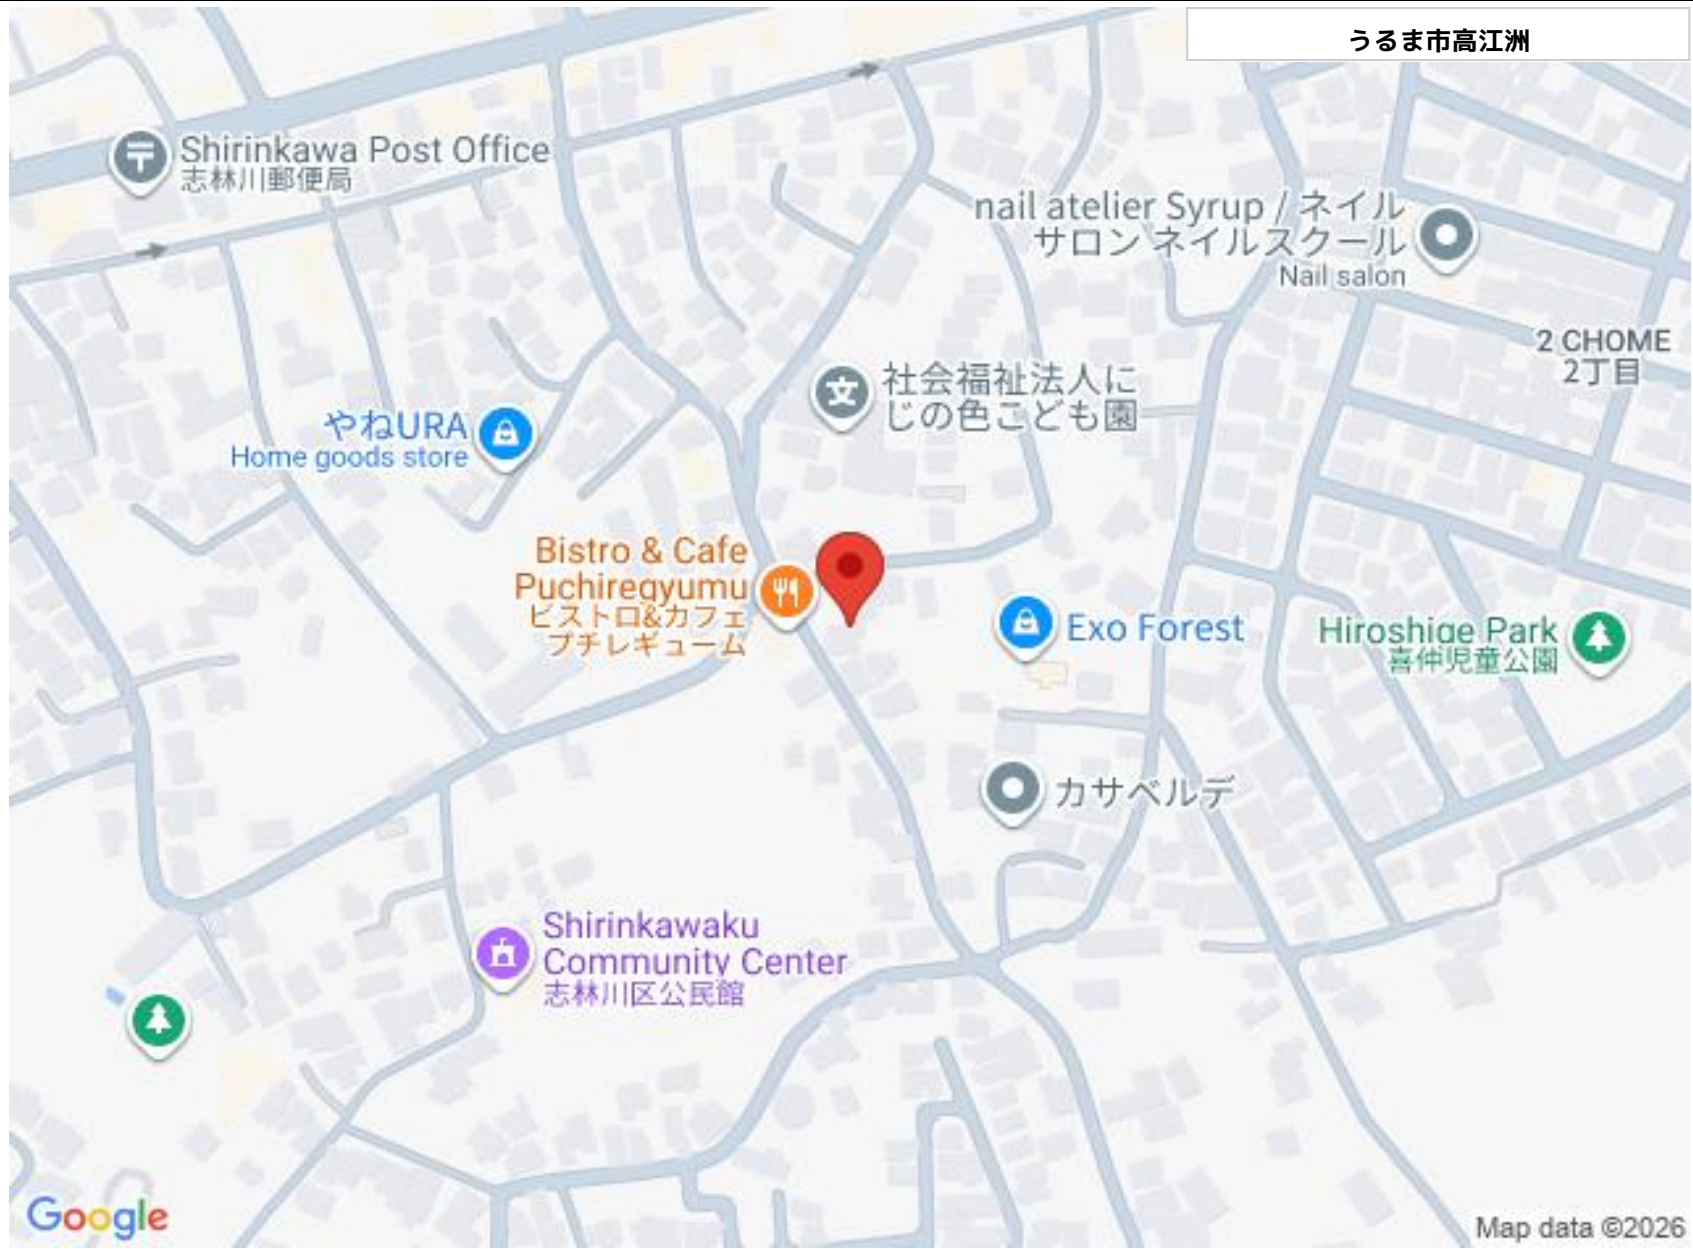 うるま市高江洲
Shirinkawa Post Office
志林川郵便局
nail atelier Syrup / ネイル
サロン ネイルスクール
Nail salon
2 CHOME
2丁目
社会福祉法人に
じの色こども園
やねURA
Home goods store
Bistro & Cafe
Puchiregyumu
ビストロ&カフェ
プチレギューム
Exo Forest
Hiroshige Park
喜仲児童公園
カサベルデ
Shirinkawaku
Community Center
志林川区公民館
Google
Map data ©2026